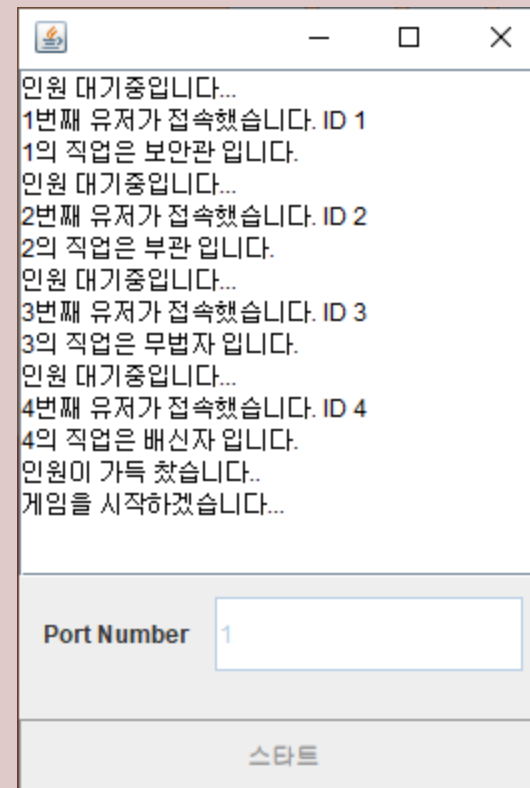 인원 대기중입니다...
1번째 유저가 접속했습니다. ID 1
1의 직업은 보안관 입니다.
인원 대기중입니다...
2번째 유저가 접속했습니다. ID 2
2의 직업은 부관 입니다.
인원 대기중입니다...
3번째 유저가 접속했습니다. ID 3
3의 직업은 무법자 입니다.
인원 대기중입니다...
4번째 유저가 접속했습니다. ID 4
4의 직업은 배신자 입니다.
인원이 가득 찼습니다..
게임을 시작하겠습니다...
Port Number 1
스타트